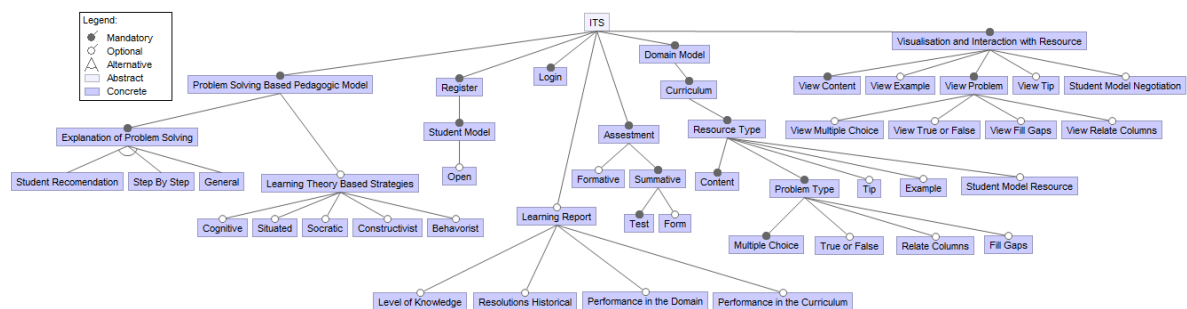 Legend:
Mandatory
Optional
Alternative
Abstract
Concrete
ITS
Visualisation and Interaction with Resource
Domain Model
Problem Solving Based Pedagogic Model
Register
Login
Curriculum
View Content
View Example
View Problem
View Tip
Student Model Negotiation
Explanation of Problem Solving
Student Model
Assestment
Resource Type
View Multiple Choice
View True or False
View Fill Gaps
View Relate Columns
Student Recomendation
Step By Step
General
Learning Theory Based Strategies
Open
Formative
Summative
Content
Problem Type
Tip
Example
Student Model Resource
Cognitive
Situated
Socratic
Constructivist
Behavorist
Learning Report
Test
Form
Multiple Choice
True or False
Relate Columns
Fill Gaps
Level of Knowledge
Resolutions Historical
Performance in the Domain
Performance in the Curriculum